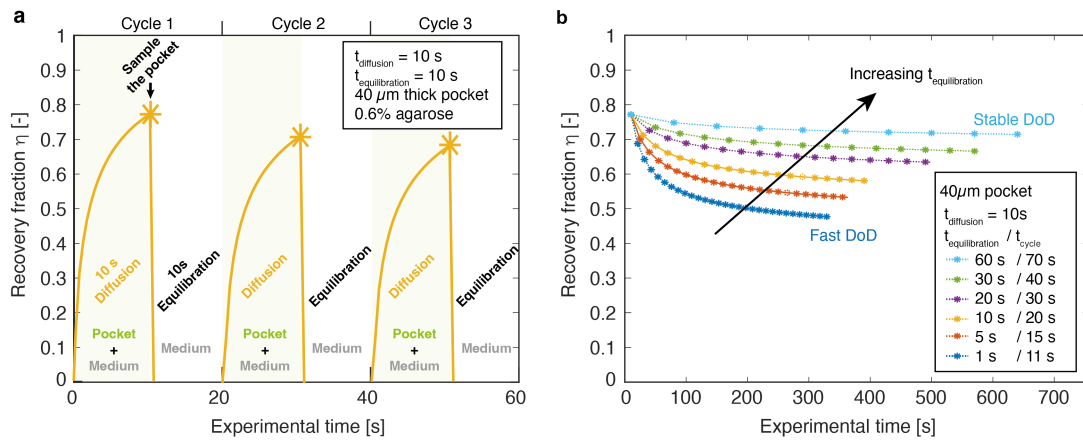 a
Cycle 1
Cycle 2
Cycle 3
Recovery fraction η [-]
1
0.9
0.8
0.7
0.6
0.5
0.4
0.3
0.2
0.1
0
Sample
the pocket
t_diffusion = 10 s
t_equilibration = 10 s
40 µm thick pocket
0.6% agarose
10 s
Diffusion
10s
Equilibration
Diffusion
Equilibration
Diffusion
Equilibration
Pocket
+
Medium
Medium
Pocket
+
Medium
Medium
Pocket
+
Medium
Medium
0
20
40
60
Experimental time [s]
b
Recovery fraction η [-]
1
0.9
0.8
0.7
0.6
0.5
0.4
0.3
0.2
0.1
0
Increasing t_equilibration
Stable DoD
Fast DoD
40µm pocket
t_diffusion = 10s
t_equilibration / t_cycle
60 s / 70 s
30 s / 40 s
20 s / 30 s
10 s / 20 s
5 s / 15 s
1 s / 11 s
0 100 200 300 400 500 600 700
Experimental time [s]